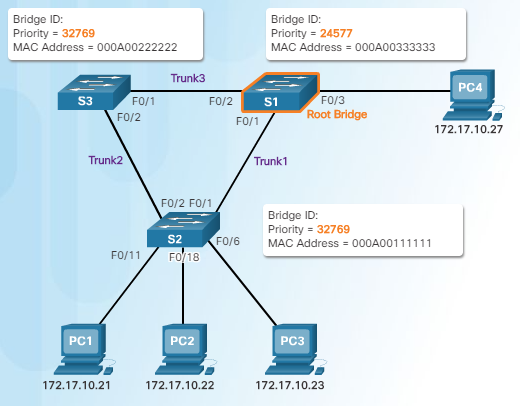 Bridge ID:
Priority = 32769
MAC Address = 000A00222222
Bridge ID:
Priority = 24577
MAC Address = 000A00333333
Trunk3
S3
F0/1
F0/2
S1
F0/3
PC4
F0/2
F0/1
Root Bridge
172.17.10.27
Trunk2
Trunk1
F0/2 F0/1
Bridge ID:
Priority = 32769
MAC Address = 000A00111111
S2
F0/6
F0/11
F0/18
PC1
PC2
PC3
172.17.10.21
172.17.10.22
172.17.10.23